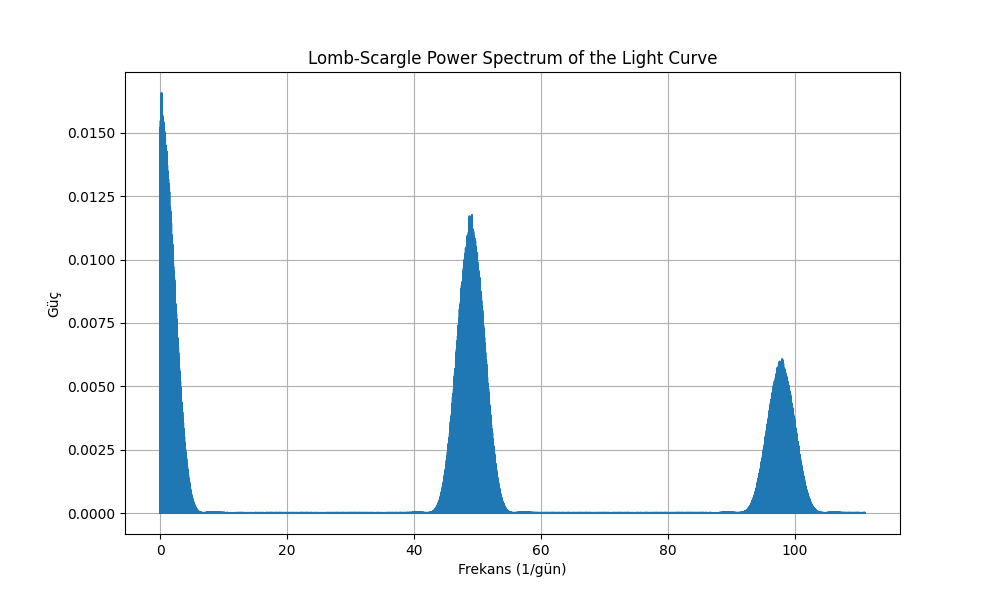 Lomb-Scargle Power Spectrum of the Light Curve
Güç
0.0150
0.0125
0.0100
0.0075
0.0050
0.0025
0.0000
0 20 40 60 80 100
Frekans (1/gün)